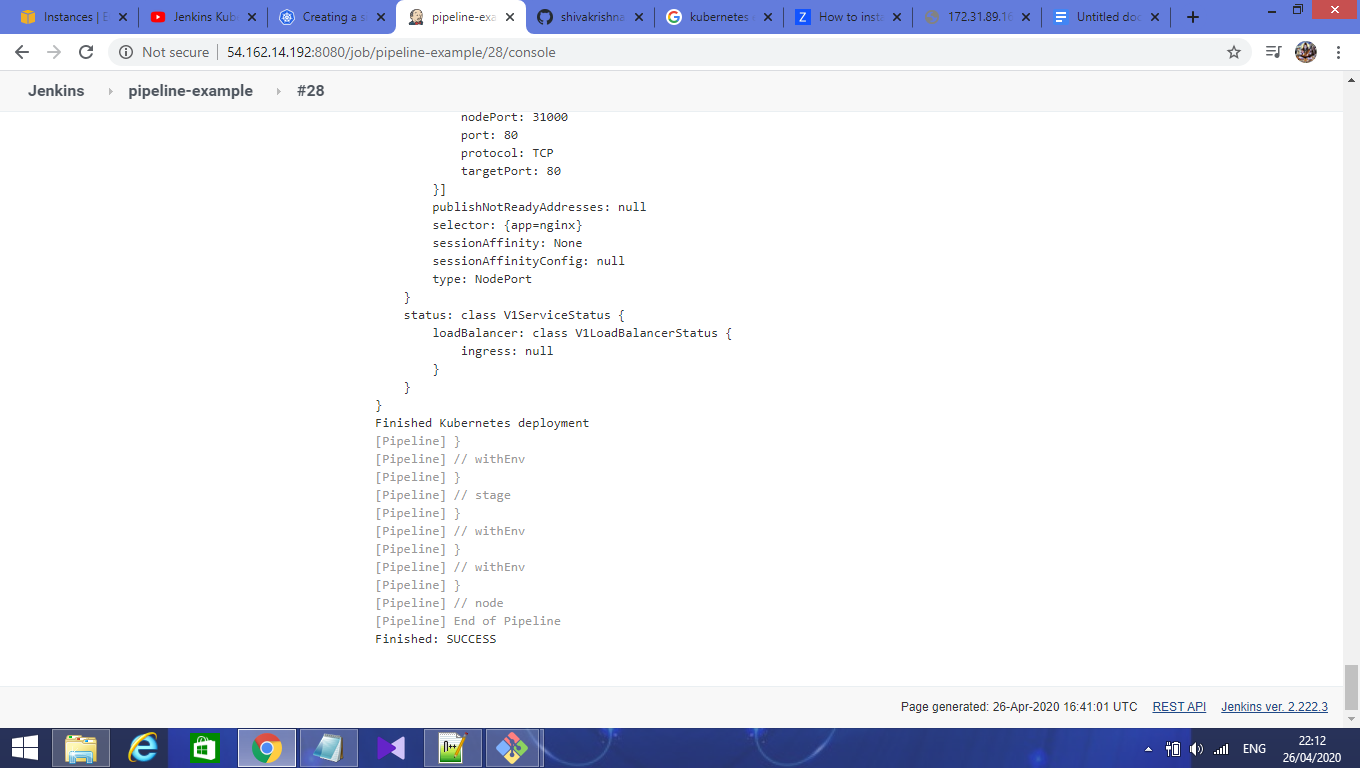 Instances | E
Jenkins Kub
Creating a si
pipeline-exa
shivakrishna
kubernetes
How to insta
172.31.89.16
Untitled doc
Not secure
54.162.14.192:8080/job/pipeline-example/28/console
Jenkins
pipeline-example
#28
nodePort: 31000
port: 80
protocol: TCP
targetPort: 80
}]
publishNotReadyAddresses: null
selector: {app=nginx}
sessionAffinity: None
sessionAffinityConfig: null
type: NodePort
}
status: class V1ServiceStatus {
loadBalancer: class V1LoadBalancerStatus {
ingress: null
}
}
}
Finished Kubernetes deployment
[Pipeline] }
[Pipeline] // withEnv
[Pipeline] }
[Pipeline] // stage
[Pipeline] }
[Pipeline] // withEnv
[Pipeline] }
[Pipeline] // withEnv
[Pipeline] }
[Pipeline] // node
[Pipeline] End of Pipeline
Finished: SUCCESS
Page generated: 26-Apr-2020 16:41:01 UTC
REST API
Jenkins ver. 2.222.3
ENG
22:12
26/04/2020